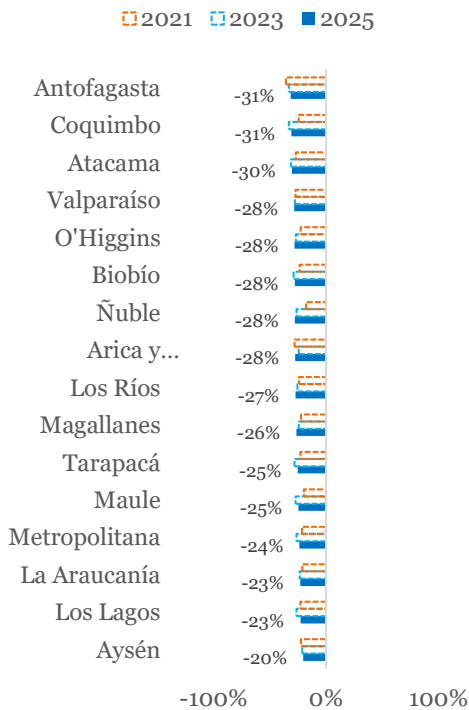 2021 2023 2025
Antofagasta -31%
Coquimbo -31%
Atacama -30%
Valparaíso -28%
O'Higgins -28%
Biobío -28%
Ñuble -28%
Arica y... -28%
Los Ríos -27%
Magallanes -26%
Tarapacá -25%
Maule -25%
Metropolitana -24%
La Araucanía -23%
Los Lagos -23%
Aysén -20%
-100% 0% 100%